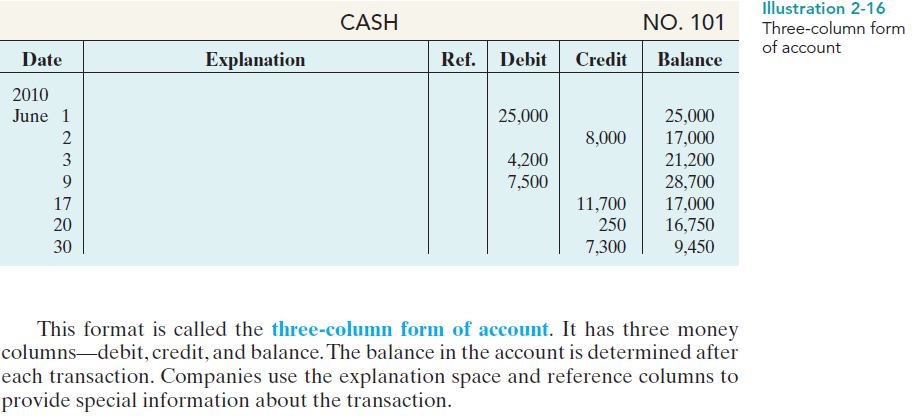 CASH NO. 101
Illustration 2-16
Three-column form
of account
Date Explanation Ref. Debit Credit Balance
2010
June 1 25,000 25,000
2 8,000 17,000
3 4,200 21,200
9 7,500 28,700
17 11,700 17,000
20 250 16,750
30 7,300 9,450
This format is called the three-column form of account. It has three money
columns—debit, credit, and balance. The balance in the account is determined after
each transaction. Companies use the explanation space and reference columns to
provide special information about the transaction.